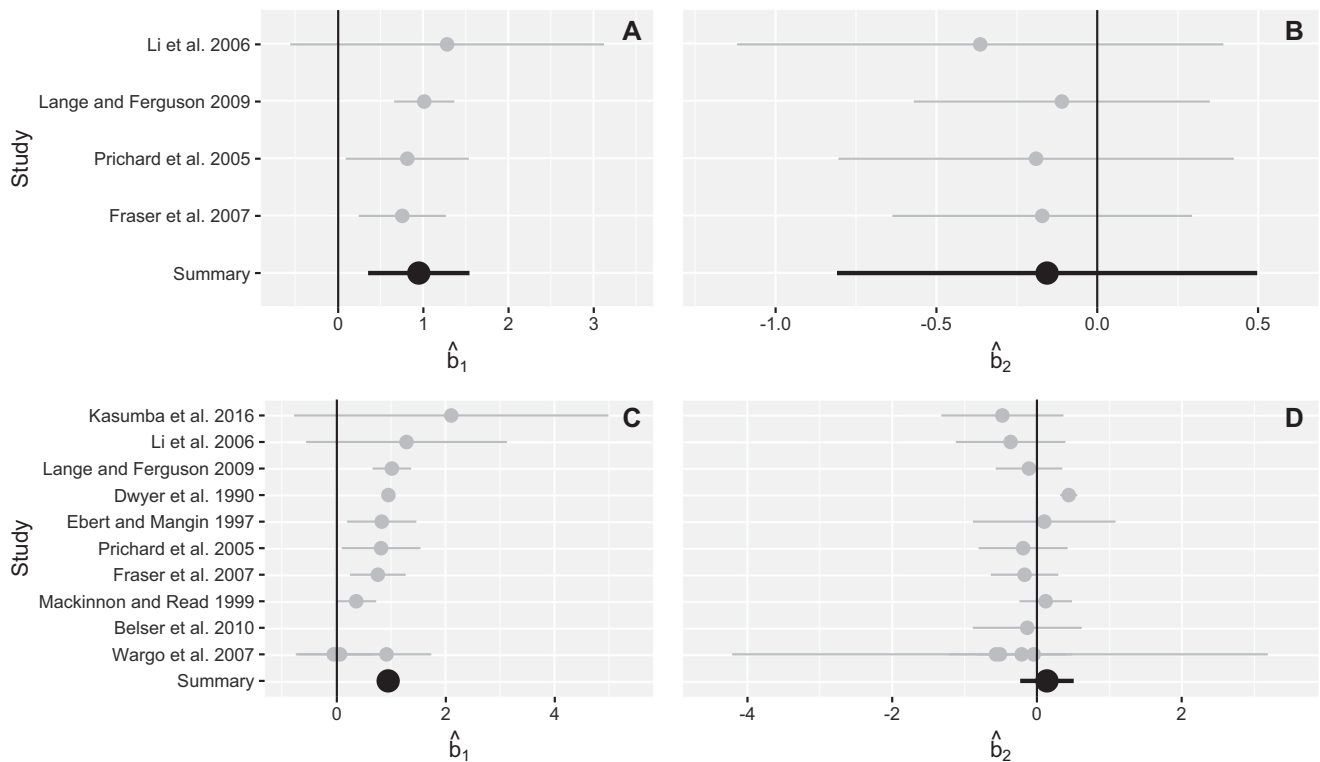 A
B
Study
Li et al. 2006
Lange and Ferguson 2009
Prichard et al. 2005
Fraser et al. 2007
Summary
0 1 2 3
-1.0 -0.5 0.0 0.5
b̂1
b̂2
C
D
Study
Kasumba et al. 2016
Li et al. 2006
Lange and Ferguson 2009
Dwyer et al. 1990
Ebert and Mangin 1997
Prichard et al. 2005
Fraser et al. 2007
Mackinnon and Read 1999
Belser et al. 2010
Wargo et al. 2007
Summary
0 2 4
-4 -2 0 2
b̂1
b̂2